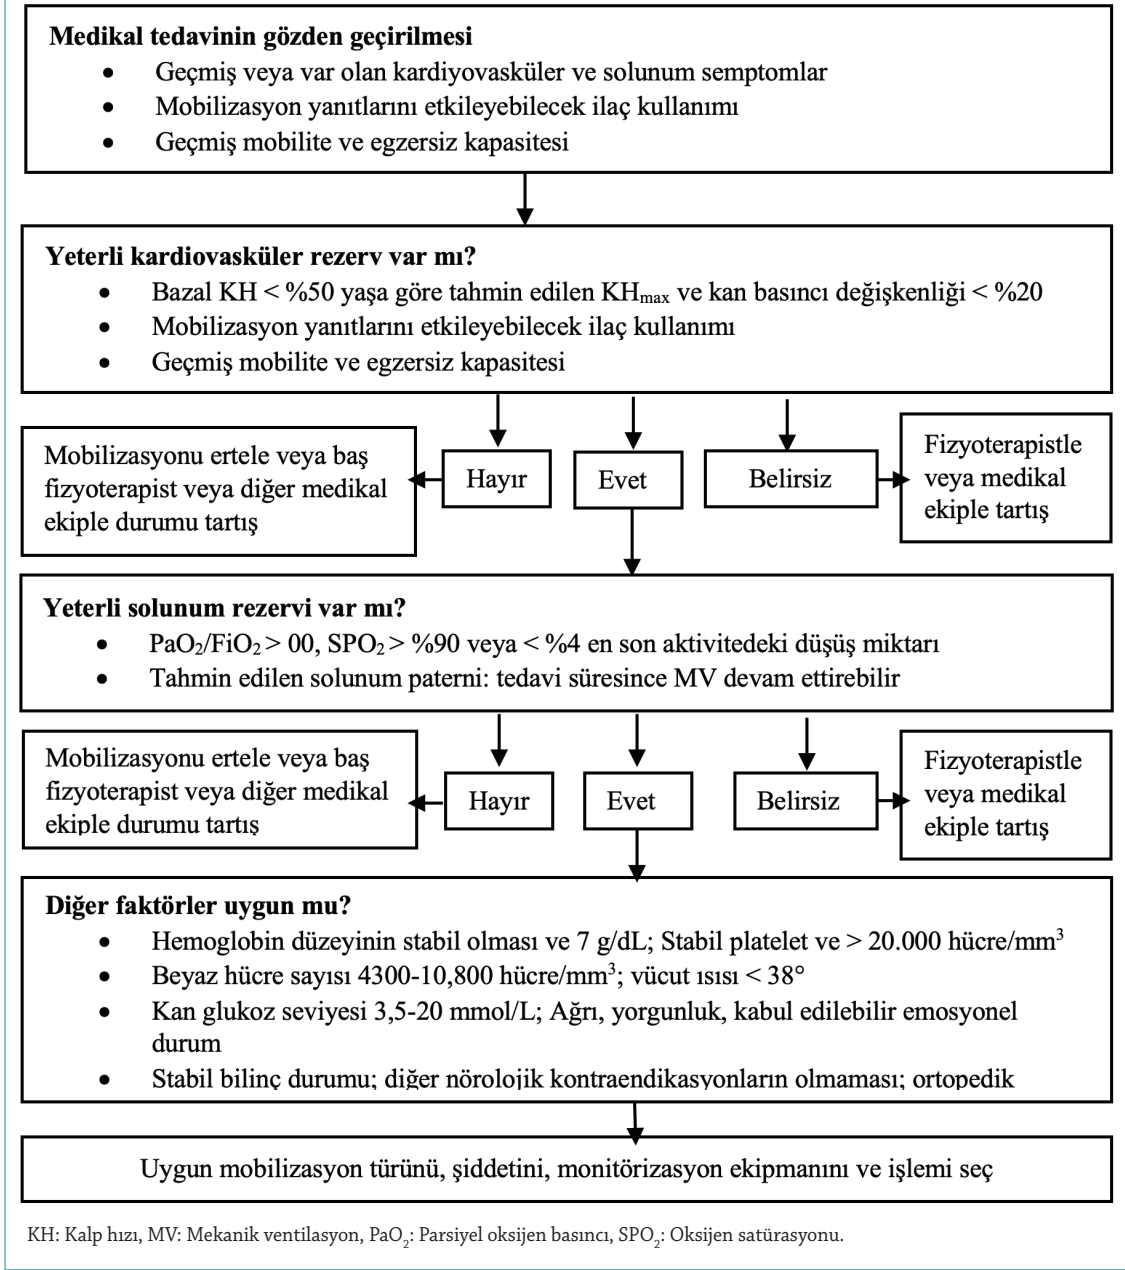 Medikal tedavinin gözden geçirilmesi
• Geçmiş veya var olan kardiyovasküler ve solunum semptomlar
• Mobilizasyon yanıtlarını etkileyebilecek ilaç kullanımı
• Geçmiş mobilite ve egzersiz kapasitesi
Yeterli kardiovasküler rezerv var mı?
• Bazal KH < %50 yaşa göre tahmin edilen KHmax ve kan basıncı değişkenliği < %20
• Mobilizasyon yanıtlarını etkileyebilecek ilaç kullanımı
• Geçmiş mobilite ve egzersiz kapasitesi
Mobilizasyonu ertele veya baş
fizyoterapist veya diğer medikal
ekiple durumu tartış
Hayır
Evet
Belirsiz
Fizyoterapistle
veya medikal
ekiple tartış
Yeterli solunum rezervi var mı?
• PaO₂/FiO₂ > 00, SPO₂ > %90 veya < %4 en son aktivitedeki düşüş miktarı
• Tahmin edilen solunum paterni: tedavi süresince MV devam ettirebilir
Mobilizasyonu ertele veya baş
fizyoterapist veya diğer medikal
ekiple durumu tartış
Hayır
Evet
Belirsiz
Fizyoterapistle
veya medikal
ekiple tartış
Diğer faktörler uygun mu?
• Hemoglobin düzeyinin stabil olması ve 7 g/dL; Stabil platelet ve > 20.000 hücre/mm³
• Beyaz hücre sayısı 4300-10,800 hücre/mm³; vücut ısısı < 38°
• Kan glukoz seviyesi 3,5-20 mmol/L; Ağrı, yorgunluk, kabul edilebilir emosyonel
durum
• Stabil bilinç durumu; diğer nörolojik kontraendikasyonların olmaması; ortopedik
Uygun mobilizasyon türünü, şiddetini, monitörizasyon ekipmanını ve işlemi seç
KH: Kalp hızı, MV: Mekanik ventilasyon, PaO₂: Parsiyel oksijen basıncı, SPO₂: Oksijen satürasyonu.